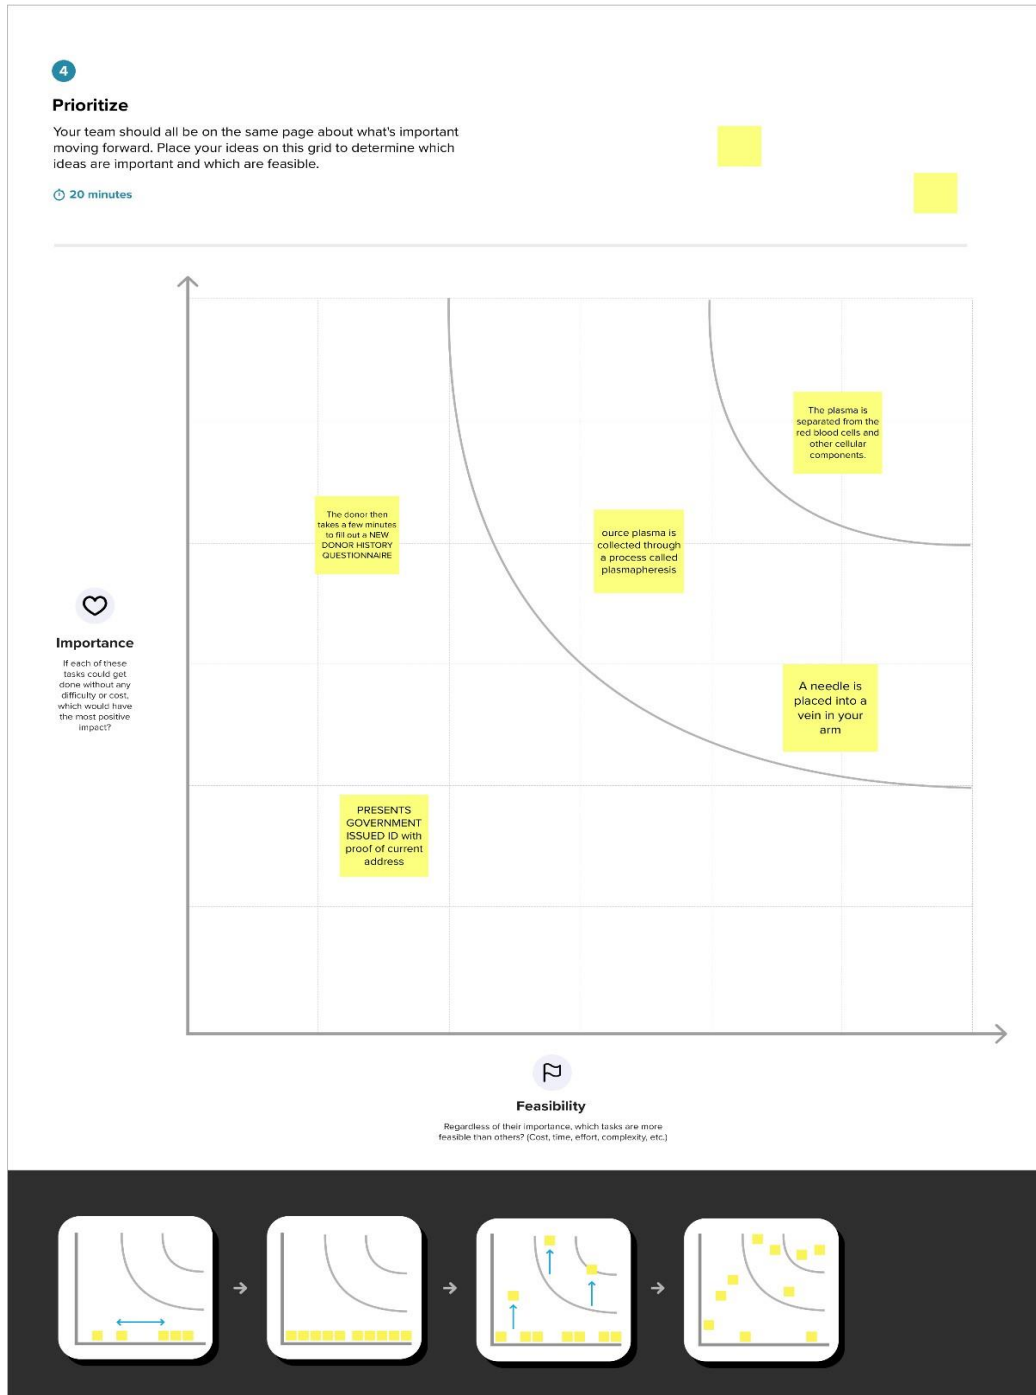 4
Prioritize
Your team should all be on the same page about what's important
moving forward. Place your ideas on this grid to determine which
ideas are important and which are feasible.
20 minutes
The plasma is
separated from the
red blood cells and
other cellular
components.
The donor then
takes a few minutes
to fill out a NEW
DONOR HISTORY
QUESTIONNAIRE
ource plasma is
collected through
a process called
plasmapheresis
Importance
If each of these
tasks could get
done without any
difficulty or cost,
which would have
the most positive
impact?
A needle is
placed into a
vein in your
arm
PRESENTS
GOVERNMENT
ISSUED ID with
proof of current
address
Feasibility
Regardless of their importance, which tasks are more
feasible than others? (Cost, time, effort, complexity, etc.)